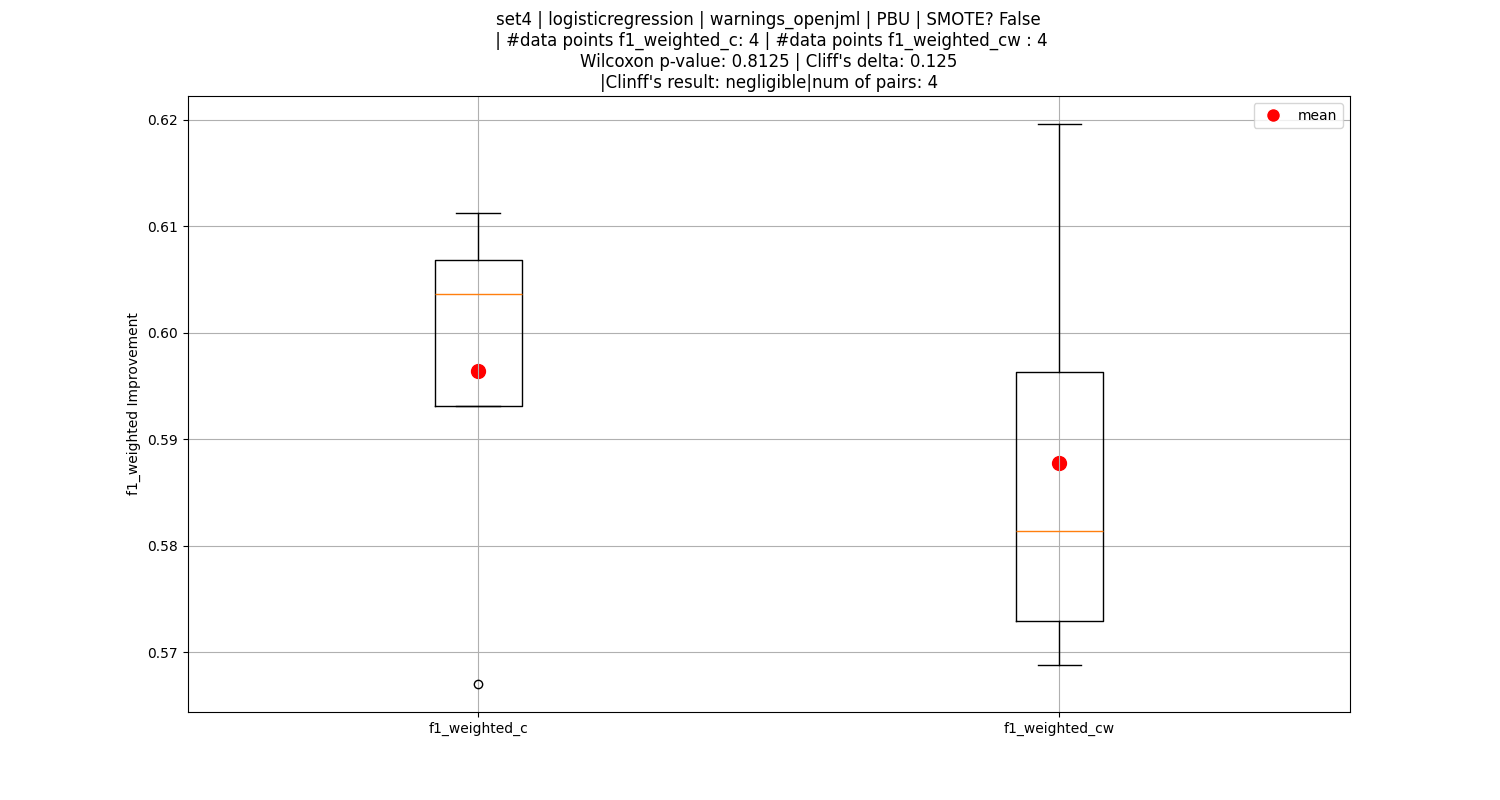 set4 | logisticregression | warnings_openjml | PBU | SMOTE? False
| #data points f1_weighted_c: 4 | #data points f1_weighted_cw : 4
Wilcoxon p-value: 0.8125 | Cliff's delta: 0.125
|Clinff's result: negligible|num of pairs: 4
mean
0.62
0.61
0.60
0.59
0.58
0.57
f1_weighted Improvement
f1_weighted_c
f1_weighted_cw